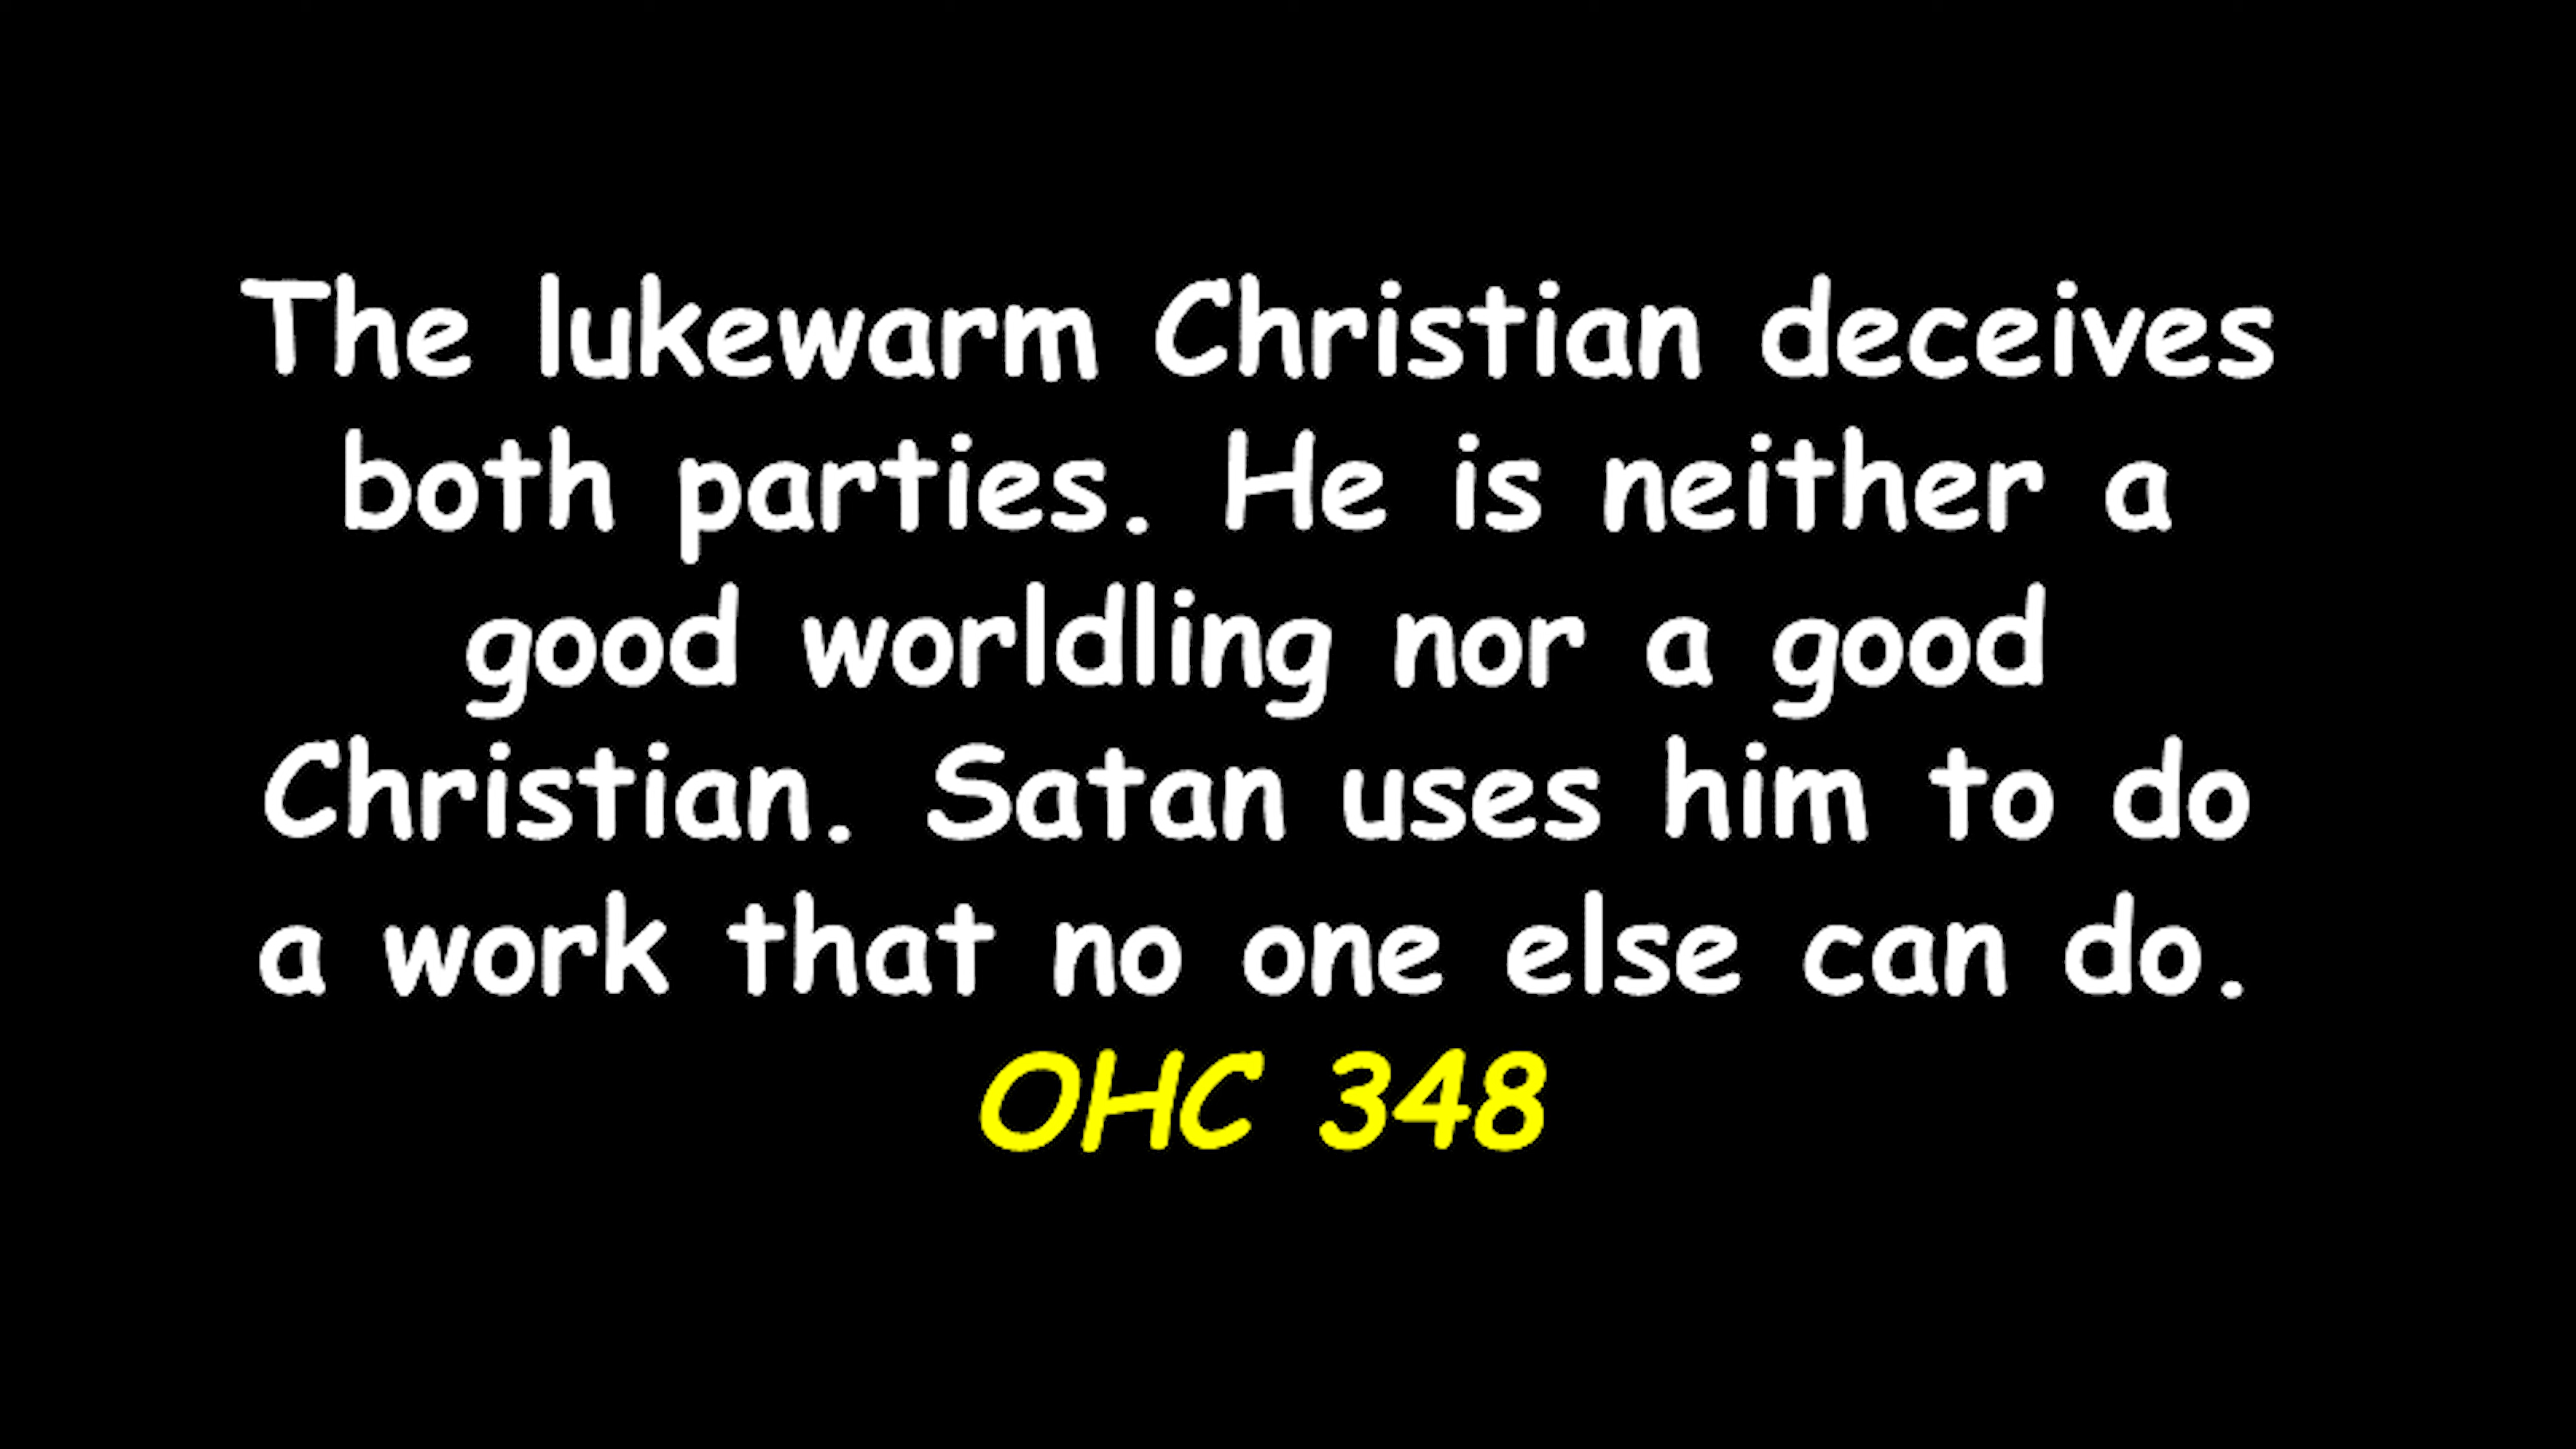 The lukewarm Christian deceives
both parties. He is neither a
good worldling nor a good
Christian. Satan uses him to do
a work that no one else can do.
OHC 348